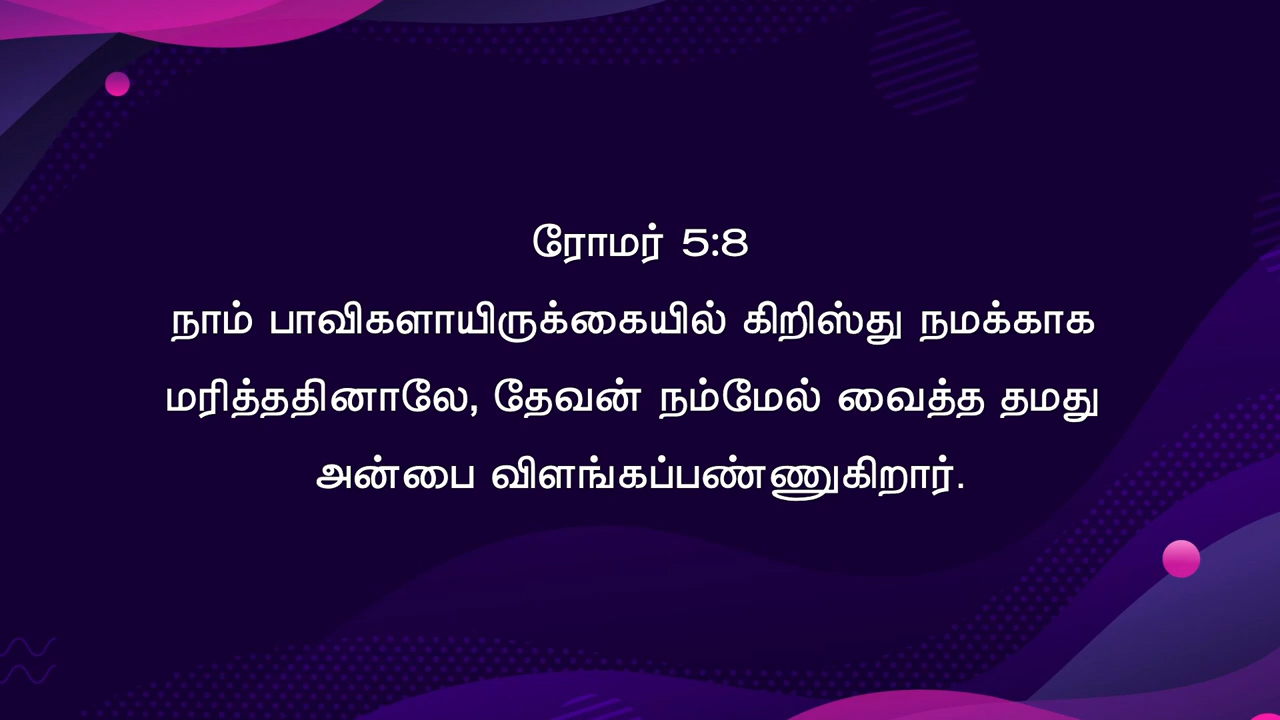 ரோமர் 5:8
நாம் பாவிகளாயிருக்கையில் கிறிஸ்து நமக்காக
மரித்ததினாலே, தேவன் நம்மேல் வைத்த தமது
அன்பை விளங்கப்பண்ணுகிறார்.